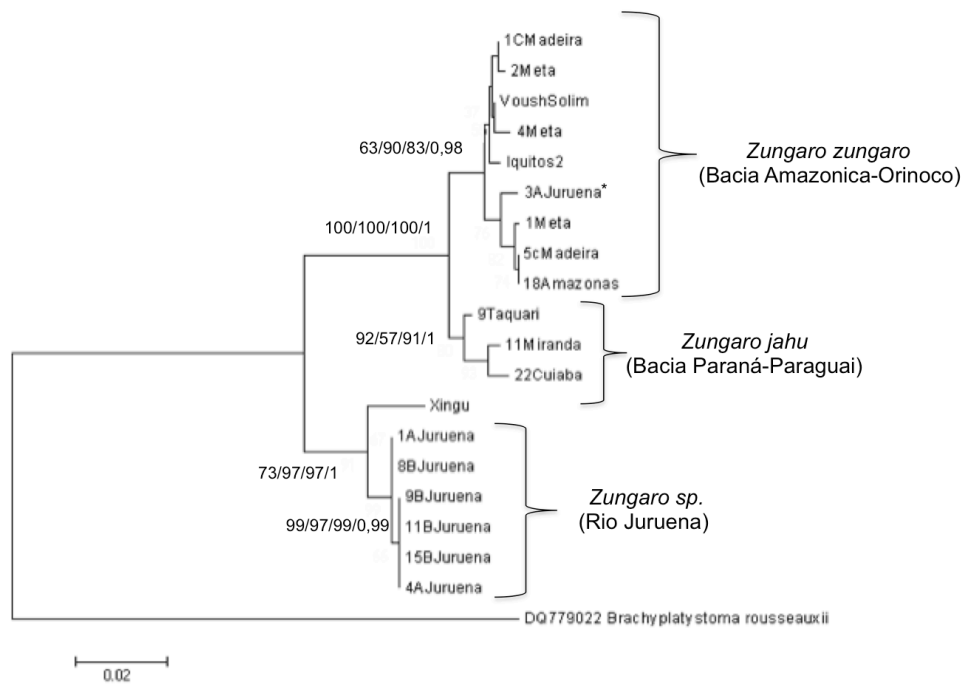 1CMadeira
2Meta
VoushSolim
4Meta
63/90/83/0,98
Iquitos2
Zungaro zungaro
(Bacia Amazonica-Orinoco)
3AJuruena*
100/100/100/1
1Meta
5cMadeira
18Amazonas
9Taquari
92/57/91/1
11Miranda
22Cuiaba
Zungaro jahu
(Bacia Paraná-Paraguai)
Xingu
1AJuruena
73/97/97/1
8BJuruena
9BJuruena
99/97/99/0,99
11BJuruena
15BJuruena
4AJuruena
Zungaro sp.
(Rio Juruena)
DQ779022 Brachyplatystoma rousseauxii
0.02